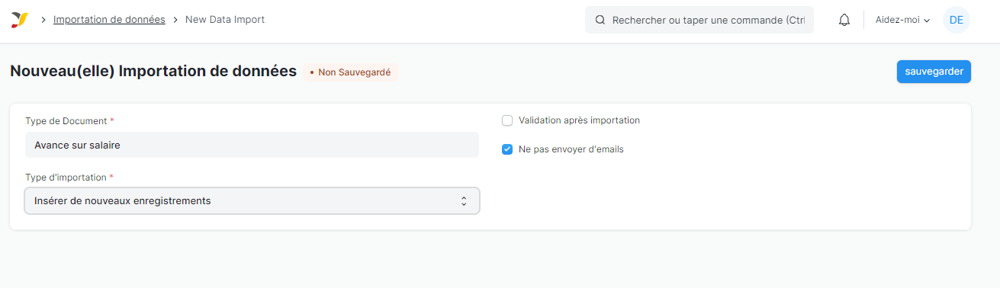 Importation de données
New Data Import
Rechercher ou taper une commande (Ctrl
Aidez-moi
DE
Nouveau(elle) Importation de données
Non Sauvegardé
sauvegarder
Type de Document *
Avance sur salaire
Type d'importation *
Insérer de nouveaux enregistrements
Validation après importation
Ne pas envoyer d'emails